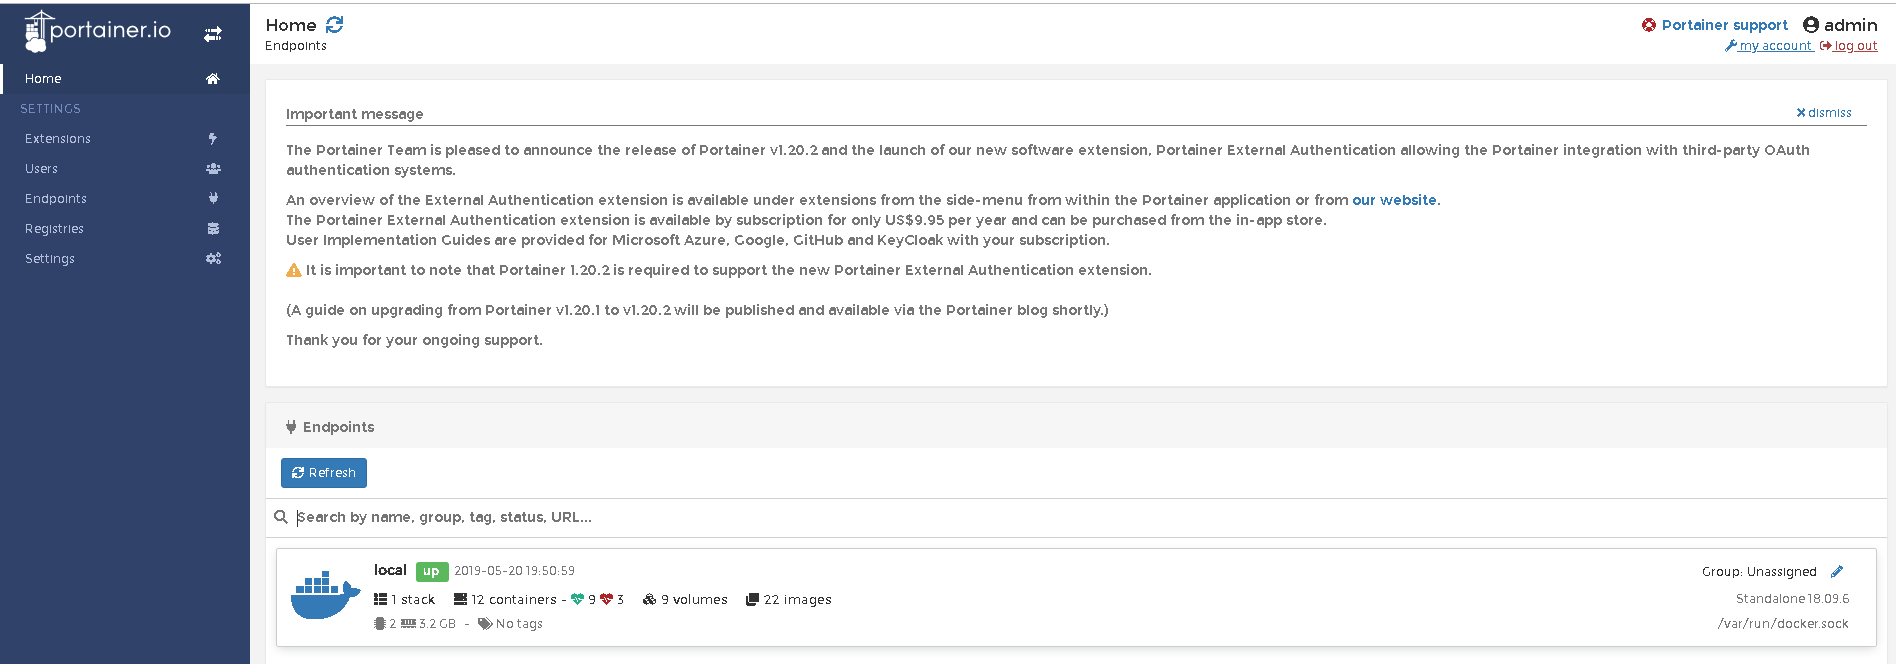 portainer.io
Home
SETTINGS
Extensions
Users
Endpoints
Registries
Settings
Home
Endpoints
Portainer support admin
my account log out
Important message
dismiss
The Portainer Team is pleased to announce the release of Portainer v1.20.2 and the launch of our new software extension, Portainer External Authentication allowing the Portainer integration with third-party OAuth
authentication systems.
An overview of the External Authentication extension is available under extensions from the side-menu from within the Portainer application or from our website.
The Portainer External Authentication extension is available by subscription for only US$9.95 per year and can be purchased from the in-app store.
User Implementation Guides are provided for Microsoft Azure, Google, GitHub and KeyCloak with your subscription.
It is important to note that Portainer 1.20.2 is required to support the new Portainer External Authentication extension.
(A guide on upgrading from Portainer v1.20.1 to v1.20.2 will be published and available via the Portainer blog shortly.)
Thank you for your ongoing support.
Endpoints
Refresh
Search by name, group, tag, status, URL...
local up 2019-05-20 19:50:59
Group: Unassigned
1 stack 12 containers - 9 3 9 volumes 22 images
Standalone 18.09.6
2 3.2 GB - No tags
/var/run/docker.sock